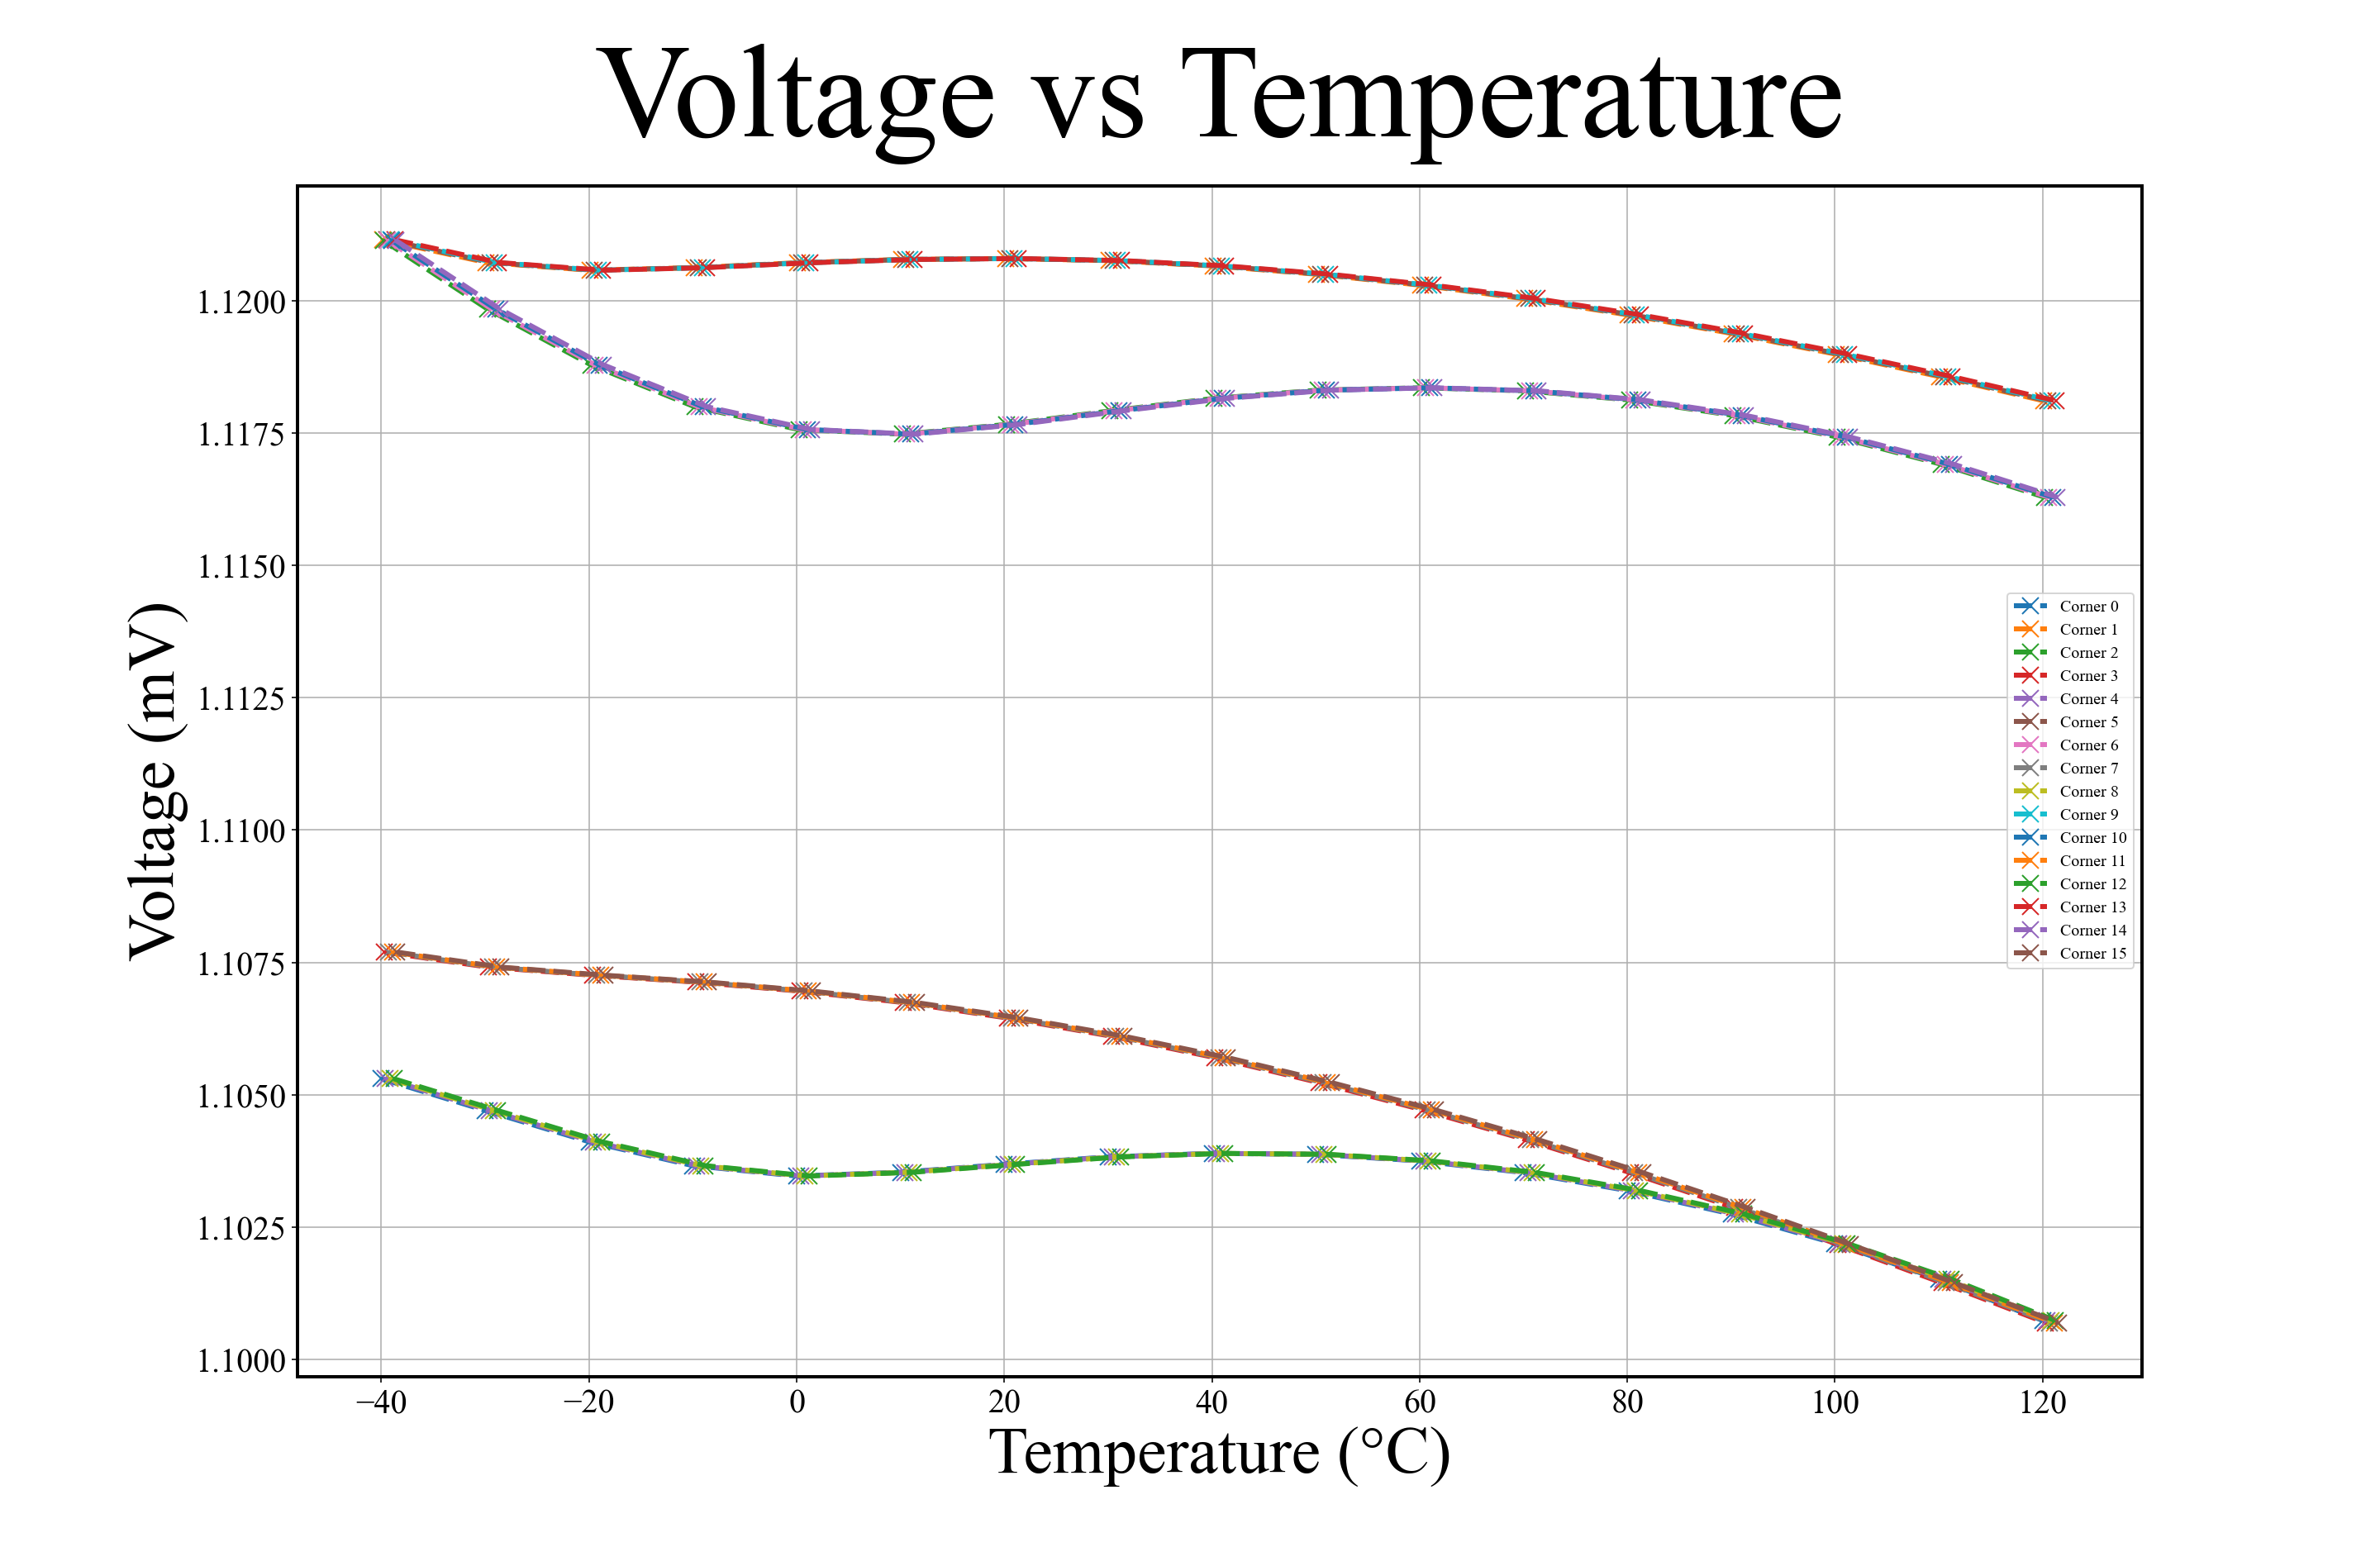 Voltage vs Temperature
Voltage (mV)
1.1200
1.1175
1.1150
1.1125
1.1100
1.1075
1.1050
1.1025
1.1000
Corner 0
Corner 1
Corner 2
Corner 3
Corner 4
Corner 5
Corner 6
Corner 7
Corner 8
Corner 9
Corner 10
Corner 11
Corner 12
Corner 13
Corner 14
Corner 15
−40 −20 0 20 40 60 80 100 120
Temperature (°C)